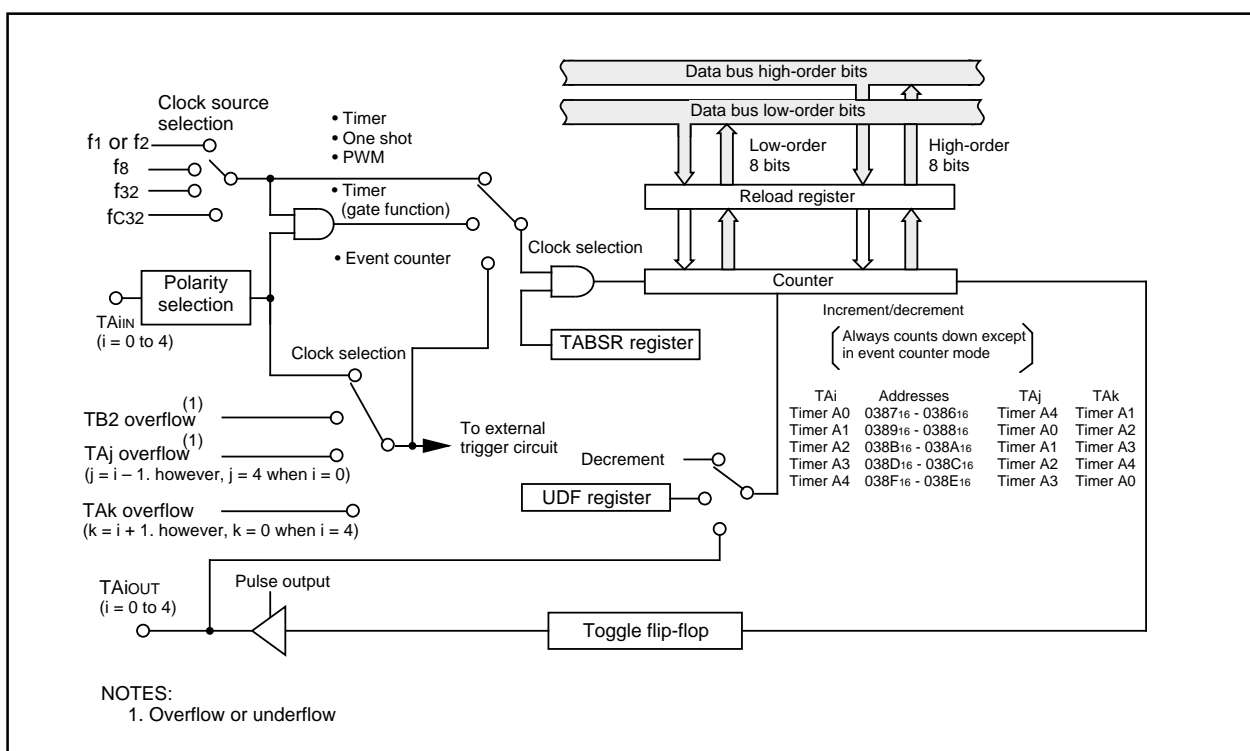 Data bus high-order bits
Data bus low-order bits
Clock source
selection
f1 or f2
f8
f32
fC32
• Timer
• One shot
• PWM
• Timer
(gate function)
• Event counter
Low-order
8 bits
High-order
8 bits
Reload register
Clock selection
Counter
Polarity
selection
TAiIN
(i = 0 to 4)
TABSR register
Increment/decrement
Always counts down except
in event counter mode
Clock selection
TB2 overflow(1)
TAj overflow(1)
(j = i – 1. however, j = 4 when i = 0)
TAk overflow
(k = i + 1. however, k = 0 when i = 4)
To external
trigger circuit
Decrement
UDF register
TAi Addresses TAj TAk
Timer A0 038716 - 038616 Timer A4 Timer A1
Timer A1 038916 - 038816 Timer A0 Timer A2
Timer A2 038B16 - 038A16 Timer A1 Timer A3
Timer A3 038D16 - 038C16 Timer A2 Timer A4
Timer A4 038F16 - 038E16 Timer A3 Timer A0
TAiOUT
(i = 0 to 4)
Pulse output
Toggle flip-flop
NOTES:
1. Overflow or underflow